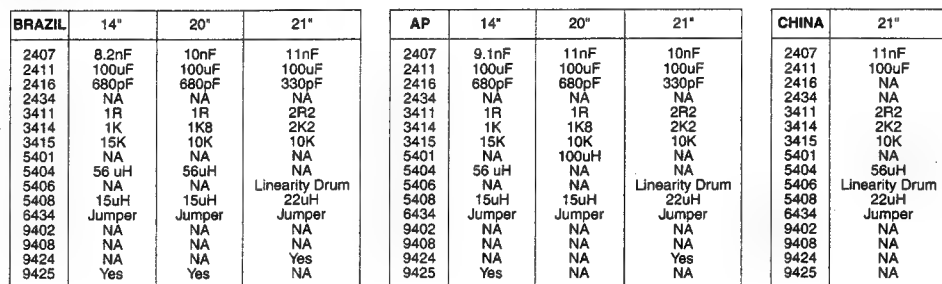 BRAZIL 14" 20" 21"
2407 8.2nF 10nF 11nF
2411 100uF 100uF 100uF
2416 680pF 680pF 330pF
2434 NA NA NA
3411 1R 1R 2R2
3414 1K 1K8 2K2
3415 15K 10K 10K
5401 NA NA NA
5404 56 uH 56uH NA
5406 NA NA Linearity Drum
5408 15uH 15uH 22uH
6434 Jumper Jumper Jumper
9402 NA NA NA
9408 NA NA NA
9424 NA NA Yes
9425 Yes Yes NA
AP 14" 20" 21"
2407 9.1nF 11nF 10nF
2411 100uF 100uF 100uF
2416 680pF 680pF 330pF
2434 NA NA NA
3411 1R 1R 2R2
3414 1K 1K8 2K2
3415 15K 10K 10K
5401 NA 100uH NA
5404 56 uH NA NA
5406 NA NA Linearity Drum
5408 15uH 15uH 22uH
6434 Jumper Jumper Jumper
9402 NA NA NA
9408 NA NA NA
9424 NA NA Yes
9425 Yes NA NA
CHINA 21"
2407 11nF
2411 100uF
2416 NA
2434 NA
3411 2R2
3414 2K2
3415 10K
5401 NA
5404 56uH
5406 Linearity Drum
5408 22uH
6434 Jumper
9402 NA
9408 NA
9424 NA
9425 NA